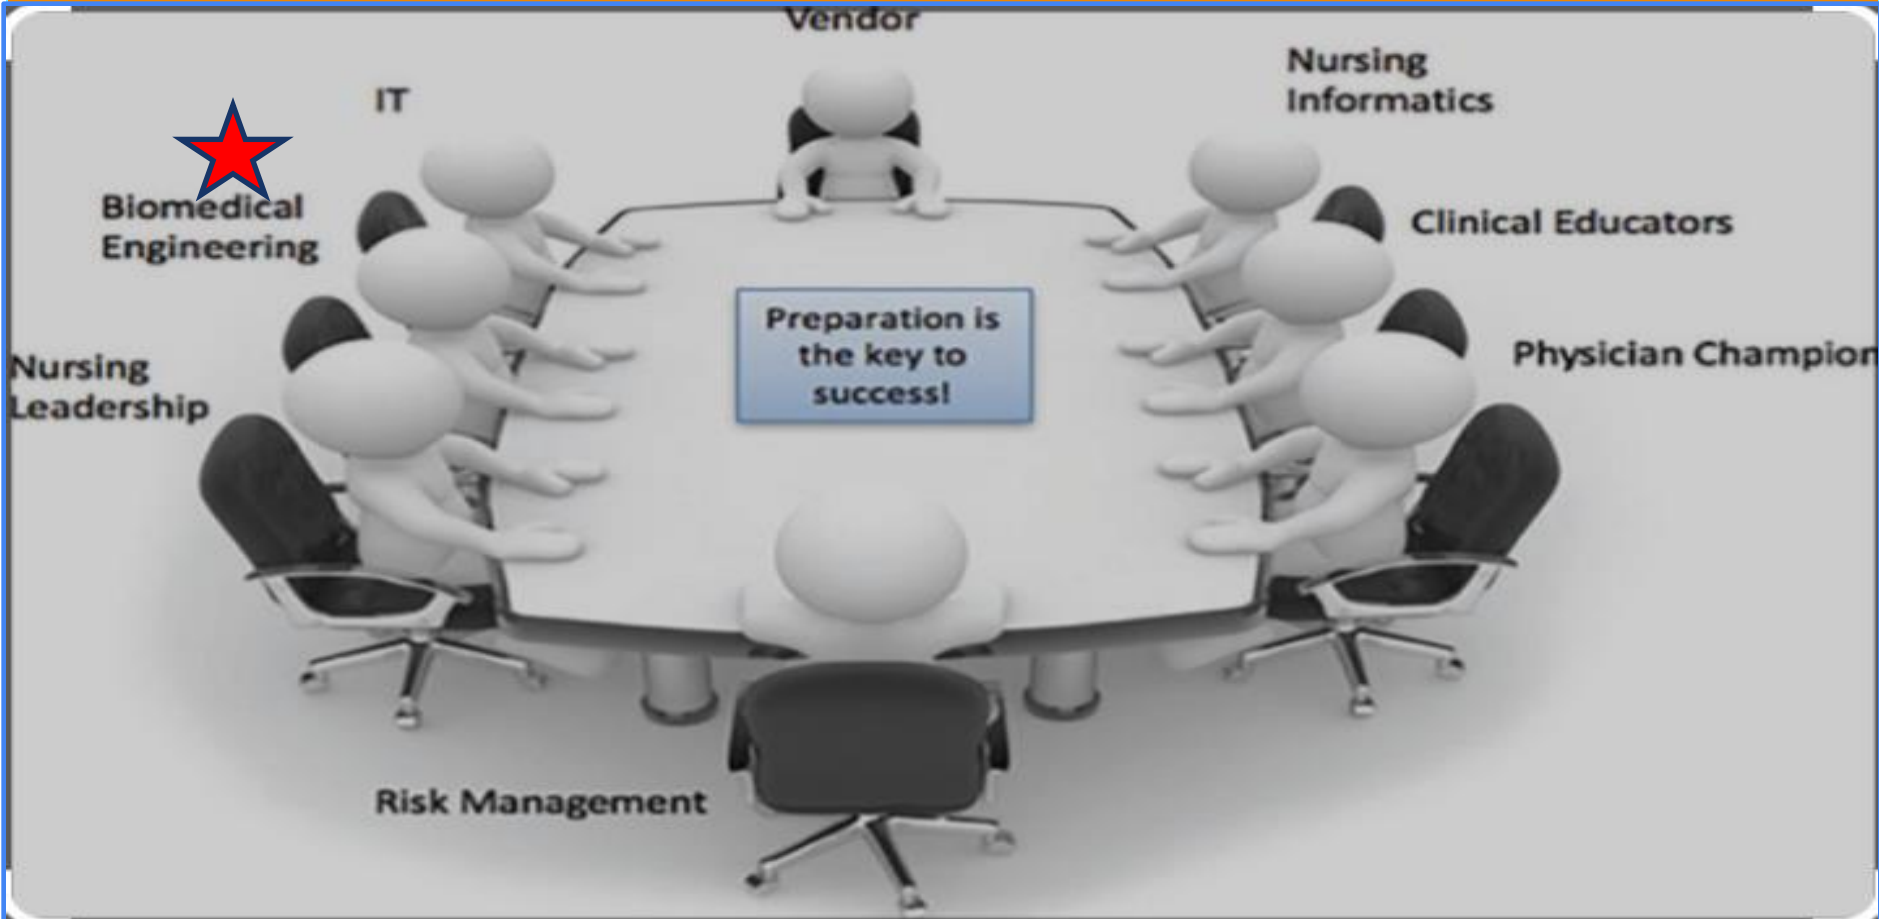 Vendor
IT
Nursing
Informatics
Biomedical
Engineering
Clinical Educators
Nursing
Leadership
Preparation is
the key to
success!
Physician Champion
Risk Management